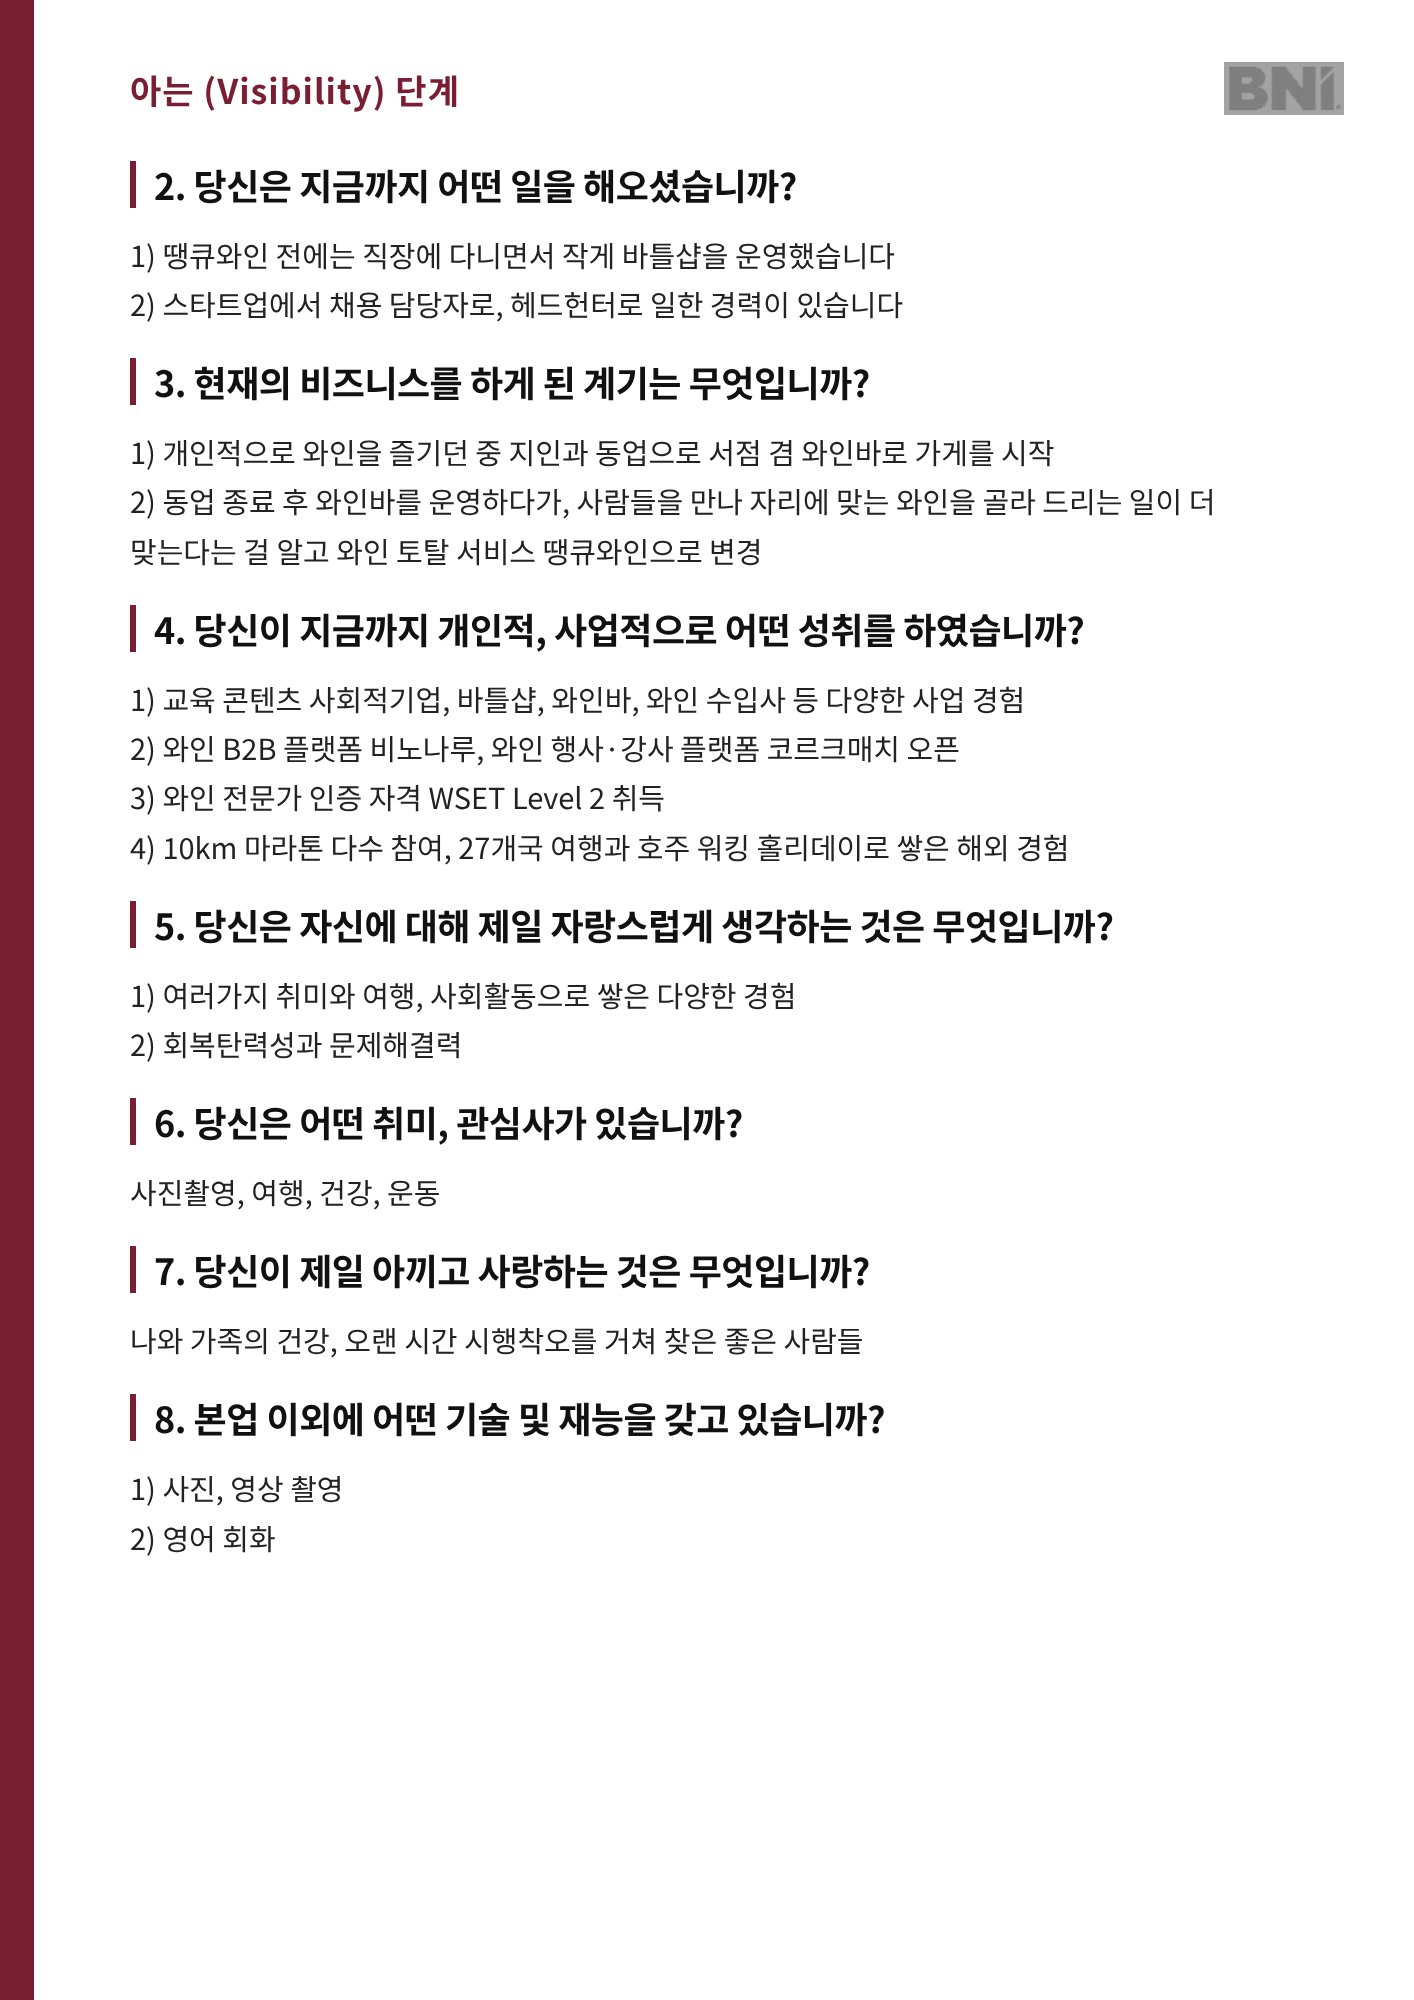 아는 (Visibility) 단계
BNI
2. 당신은 지금까지 어떤 일을 해오셨습니까?
1) 땡큐와인 전에는 직장에 다니면서 작게 바틀샵을 운영했습니다
2) 스타트업에서 채용 담당자로, 헤드헌터로 일한 경력이 있습니다
3. 현재의 비즈니스를 하게 된 계기는 무엇입니까?
1) 개인적으로 와인을 즐기던 중 지인과 동업으로 서점 겸 와인바로 가게를 시작
2) 동업 종료 후 와인바를 운영하다가, 사람들을 만나 자리에 맞는 와인을 골라 드리는 일이 더
맞는다는 걸 알고 와인 토탈 서비스 땡큐와인으로 변경
4. 당신이 지금까지 개인적, 사업적으로 어떤 성취를 하였습니까?
1) 교육 콘텐츠 사회적기업, 바틀샵, 와인바, 와인 수입사 등 다양한 사업 경험
2) 와인 B2B 플랫폼 비노나루, 와인 행사·강사 플랫폼 코르크매치 오픈
3) 와인 전문가 인증 자격 WSET Level 2 취득
4) 10km 마라톤 다수 참여, 27개국 여행과 호주 워킹 홀리데이로 쌓은 해외 경험
5. 당신은 자신에 대해 제일 자랑스럽게 생각하는 것은 무엇입니까?
1) 여러가지 취미와 여행, 사회활동으로 쌓은 다양한 경험
2) 회복탄력성과 문제해결력
6. 당신은 어떤 취미, 관심사가 있습니까?
사진촬영, 여행, 건강, 운동
7. 당신이 제일 아끼고 사랑하는 것은 무엇입니까?
나와 가족의 건강, 오랜 시간 시행착오를 거쳐 찾은 좋은 사람들
8. 본업 이외에 어떤 기술 및 재능을 갖고 있습니까?
1) 사진, 영상 촬영
2) 영어 회화